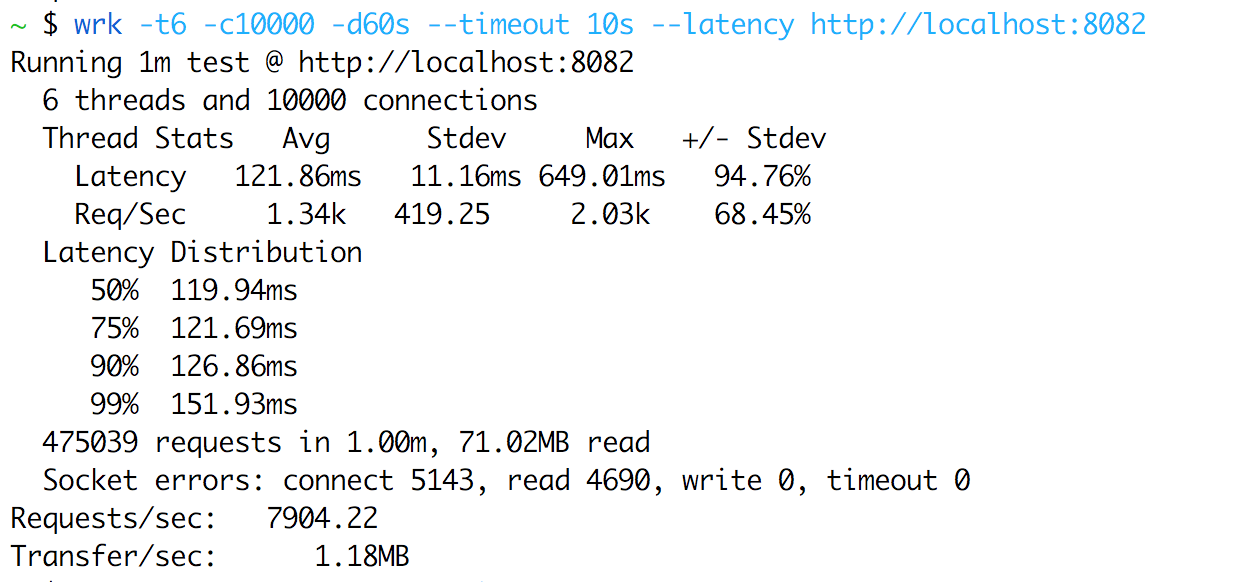 ~ $ wrk -t6 -c10000 -d60s --timeout 10s --latency http://localhost:8082
Running 1m test @ http://localhost:8082
  6 threads and 10000 connections
  Thread Stats   Avg      Stdev     Max   +/- Stdev
    Latency   121.86ms   11.16ms 649.01ms   94.76%
    Req/Sec     1.34k   419.25     2.03k    68.45%
  Latency Distribution
     50%  119.94ms
     75%  121.69ms
     90%  126.86ms
     99%  151.93ms
  475039 requests in 1.00m, 71.02MB read
  Socket errors: connect 5143, read 4690, write 0, timeout 0
Requests/sec:   7904.22
Transfer/sec:      1.18MB